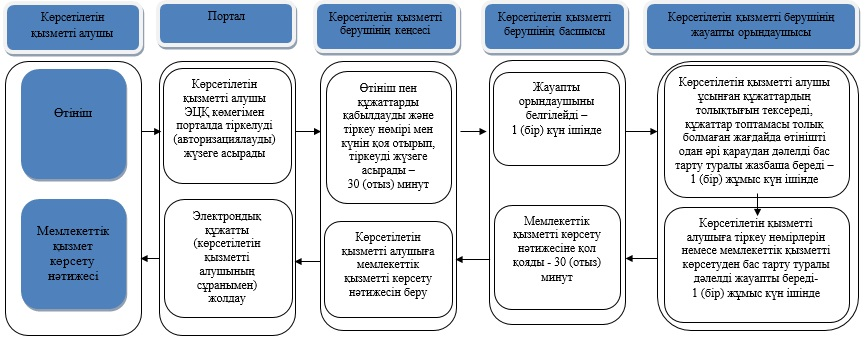 Көрсетілетін
қызметті алушы
Портал
Көрсетілетін қызметті
берушінің кеңсесі
Көрсетілетін қызметті
берушінің басшысы
Көрсетілетін қызметті берушінің
жауапты орындаушысы
Өтініш
Көрсетілетін
қызметті алушы
ЭЦҚ көмегімен
порталда тіркелуді
(авторизациялауды)
жүзеге асырады
Өтініш пен
құжаттарды
қабылдауды және
тіркеу нөмірі мен
күнін қоя отырып,
тіркеуді жүзеге
асырады –
30 (отыз) минут
Жауапты
орындаушыны
белгілейді –
1 (бір) күн ішінде
Көрсетілетін қызметті алушы
ұсынған құжаттардың
толықтығын тексереді,
құжаттар топтамасы толық
болмаған жағдайда өтінішті
одан әрі қараудан дәлелді бас
тарту туралы жазбаша береді –
1 (бір) жұмыс күн ішінде
Мемлекеттік
қызмет
көрсету
нәтижесі
Электрондық
құжатты
(көрсетілетін
қызметті
алушының
сұранымен)
жолдау
Көрсетілетін
қызметті алушыға
мемлекеттік
қызметті көрсету
нәтижесін беру
Мемлекеттік
қызметті көрсету
нәтижесіне қол
қояды - 30 (отыз)
минут
Көрсетілетін қызметті
алушыға тіркеу нөмірлерін
немесе мемлекеттік қызметті
көрсетуден бас тарту туралы
дәлелді жауапты береді-
1 (бір) жұмыс күн ішінде